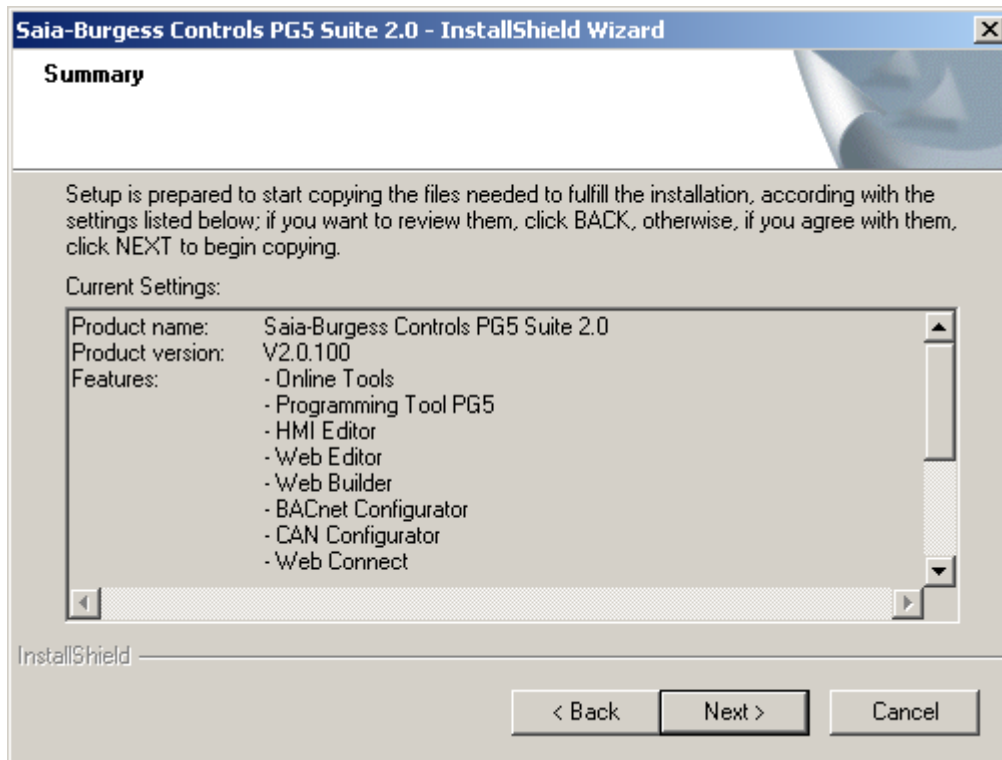 Saia-Burgess Controls PG5 Suite 2.0 - InstallShield Wizard
Summary
Setup is prepared to start copying the files needed to fulfill the installation, according with the
settings listed below; if you want to review them, click BACK, otherwise, if you agree with them,
click NEXT to begin copying.
Current Settings:
Product name: Saia-Burgess Controls PG5 Suite 2.0
Product version: V2.0.100
Features: - Online Tools
- Programming Tool PG5
- HMI Editor
- Web Editor
- Web Builder
- BACnet Configurator
- CAN Configurator
- Web Connect
InstallShield
< Back Next > Cancel